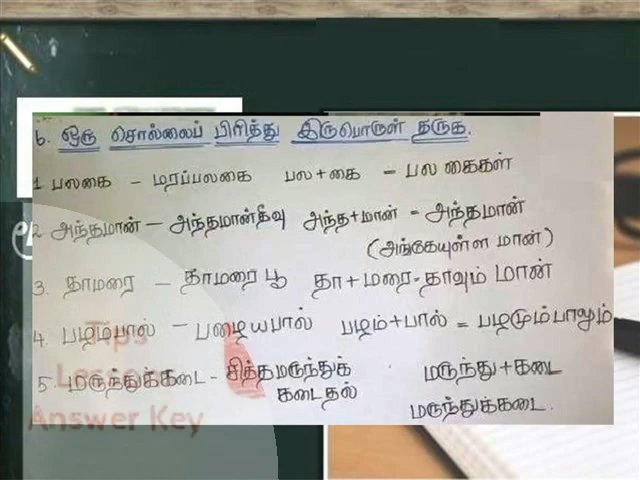 6. ஒரு சொல்லைப் பிரித்து இருபொருள் தருக.
1. பலகை – மரப்பலகை பல+கை = பல கைகள்
2. அந்தமான் – அந்தமான்தீவு அந்த+மான் = அந்தமான்
(அங்கேயுள்ள மான்)
3. தாமரை – தாமரை பூ தா+மரை-தாவும் மான்
4. பழம்பால் – பழையபால் பழம்+பால் = பழமும்பாலும்
5. மருந்துக்கடை - சித்தமருந்துக் மருந்து+கடை
கடைதல் மருந்துக்கடை.
Tips
Lesson
Answer Key